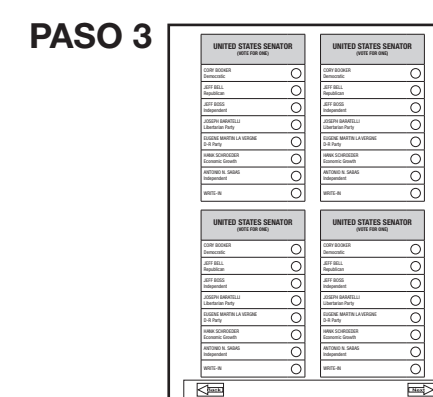 PASO 3
UNITED STATES SENATOR
(VOTE FOR ONE)
CORY BOOKER
Democratic
JEFF BELL
Republican
JEFF BOSS
Independent
JOSEPH BARATELLI
Libertarian Party
EUGENE MARTIN LA VERGNE
D-R Party
HANK SCHROEDER
Economic Growth
ANTONIO N. SABAS
Independent
WRITE-IN
UNITED STATES SENATOR
(VOTE FOR ONE)
CORY BOOKER
Democratic
JEFF BELL
Republican
JEFF BOSS
Independent
JOSEPH BARATELLI
Libertarian Party
EUGENE MARTIN LA VERGNE
D-R Party
HANK SCHROEDER
Economic Growth
ANTONIO N. SABAS
Independent
WRITE-IN
UNITED STATES SENATOR
(VOTE FOR ONE)
CORY BOOKER
Democratic
JEFF BELL
Republican
JEFF BOSS
Independent
JOSEPH BARATELLI
Libertarian Party
EUGENE MARTIN LA VERGNE
D-R Party
HANK SCHROEDER
Economic Growth
ANTONIO N. SABAS
Independent
WRITE-IN
UNITED STATES SENATOR
(VOTE FOR ONE)
CORY BOOKER
Democratic
JEFF BELL
Republican
JEFF BOSS
Independent
JOSEPH BARATELLI
Libertarian Party
EUGENE MARTIN LA VERGNE
D-R Party
HANK SCHROEDER
Economic Growth
ANTONIO N. SABAS
Independent
WRITE-IN
Back
Next